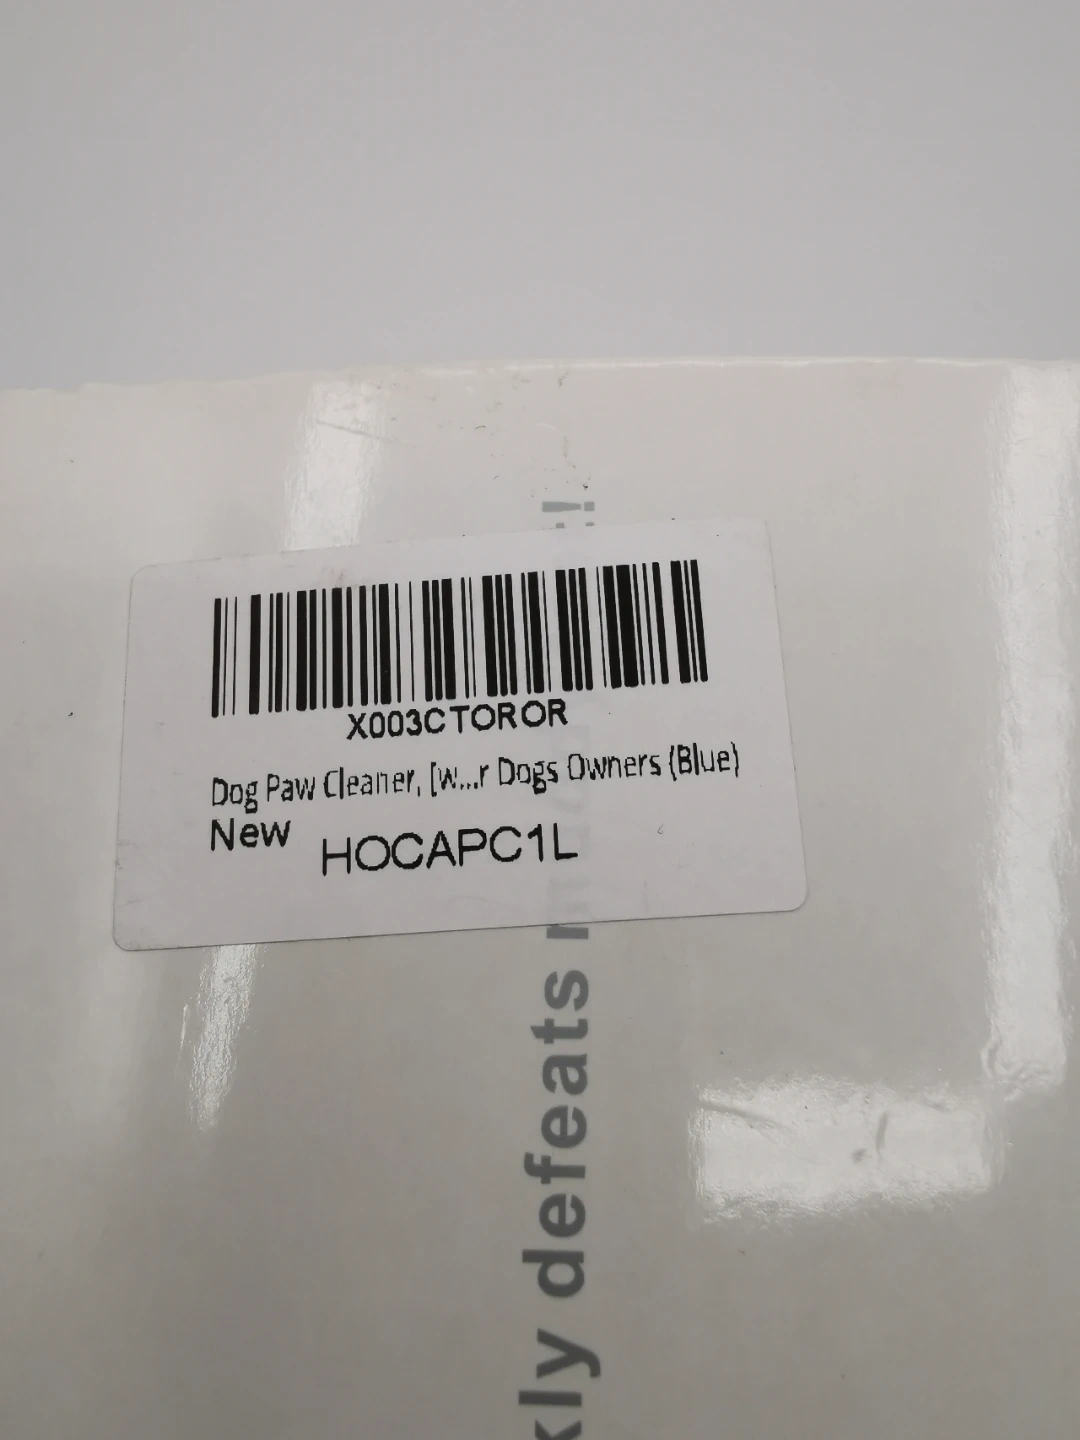 X003CTOROR
Dog Paw Cleaner, [w...r Dogs Owners (Blue)
New
HOCAPC1L
kly defeats
!